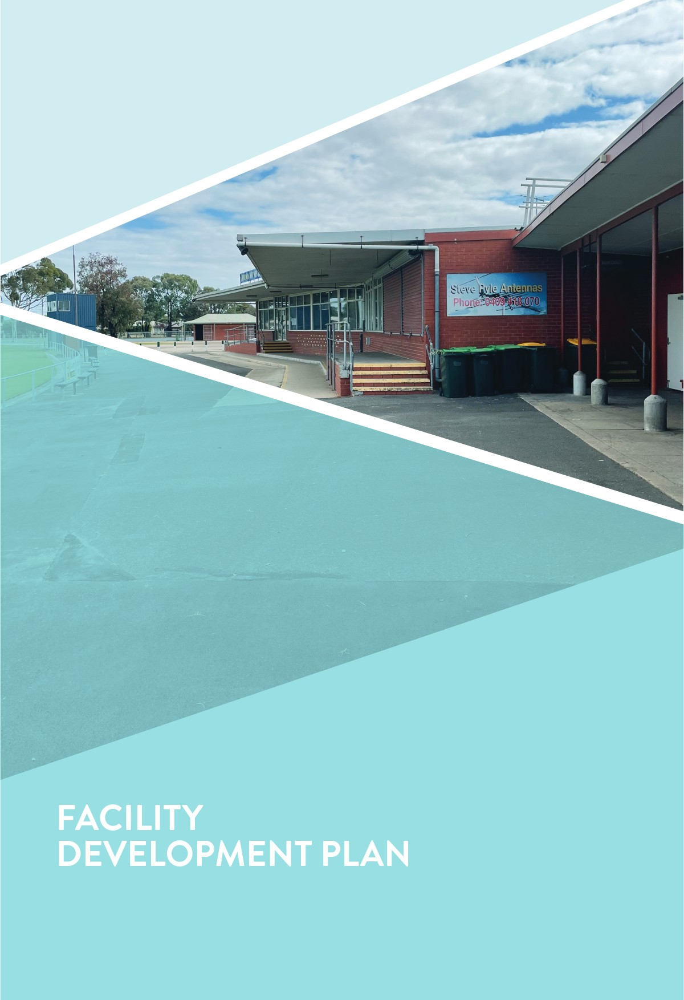 Steve Pyle Antennas
Phone: 0409 418 070
FACILITY
DEVELOPMENT PLAN